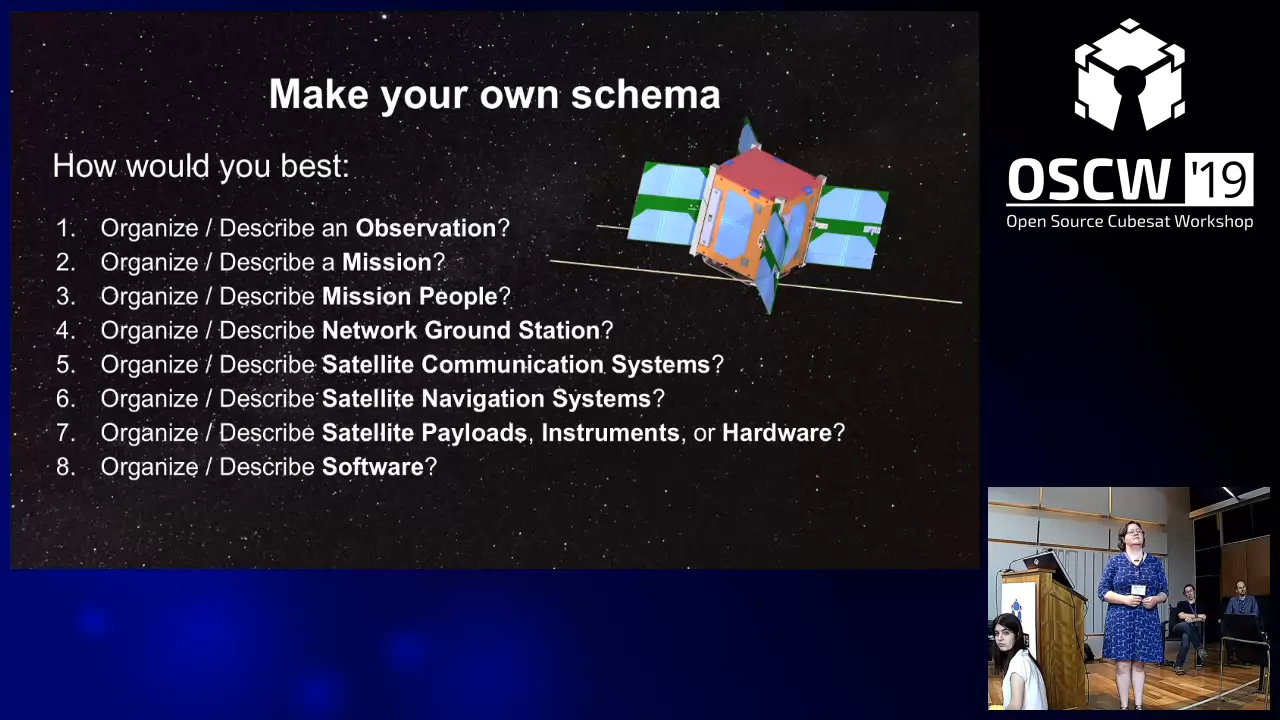 Make your own schema
How would you best:
1. Organize / Describe an Observation?
2. Organize / Describe a Mission?
3. Organize / Describe Mission People?
4. Organize / Describe Network Ground Station?
5. Organize / Describe Satellite Communication Systems?
6. Organize / Describe Satellite Navigation Systems?
7. Organize / Describe Satellite Payloads, Instruments, or Hardware?
8. Organize / Describe Software?
OSCW '19
Open Source Cubesat Workshop